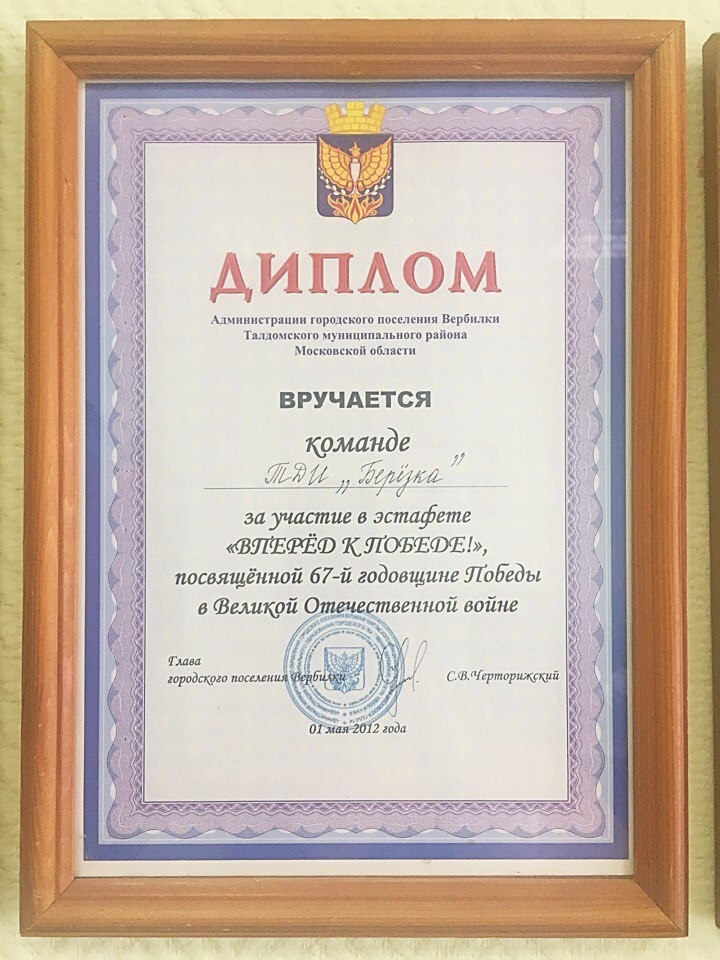 ДИПЛОМ
Администрации городского поселения Вербилки
Талдомского муниципального района
Московской области
ВРУЧАЕТСЯ
команде
ТДИ „Берёзка”
за участие в эстафете
«ВПЕРЁД К ПОБЕДЕ!»,
посвящённой 67-й годовщине Победы
в Великой Отечественной войне
Глава
городского поселения Вербилки
С.В.Черторижский
01 мая 2012 года